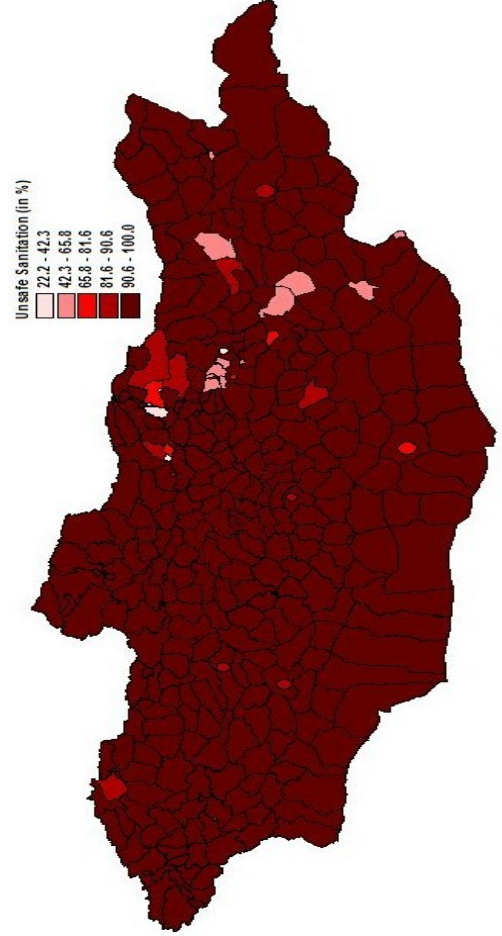 Unsafe Sanitation (in %)
22.2 - 42.3
42.3 - 65.8
65.8 - 81.6
81.6 - 90.6
90.6 - 100.0